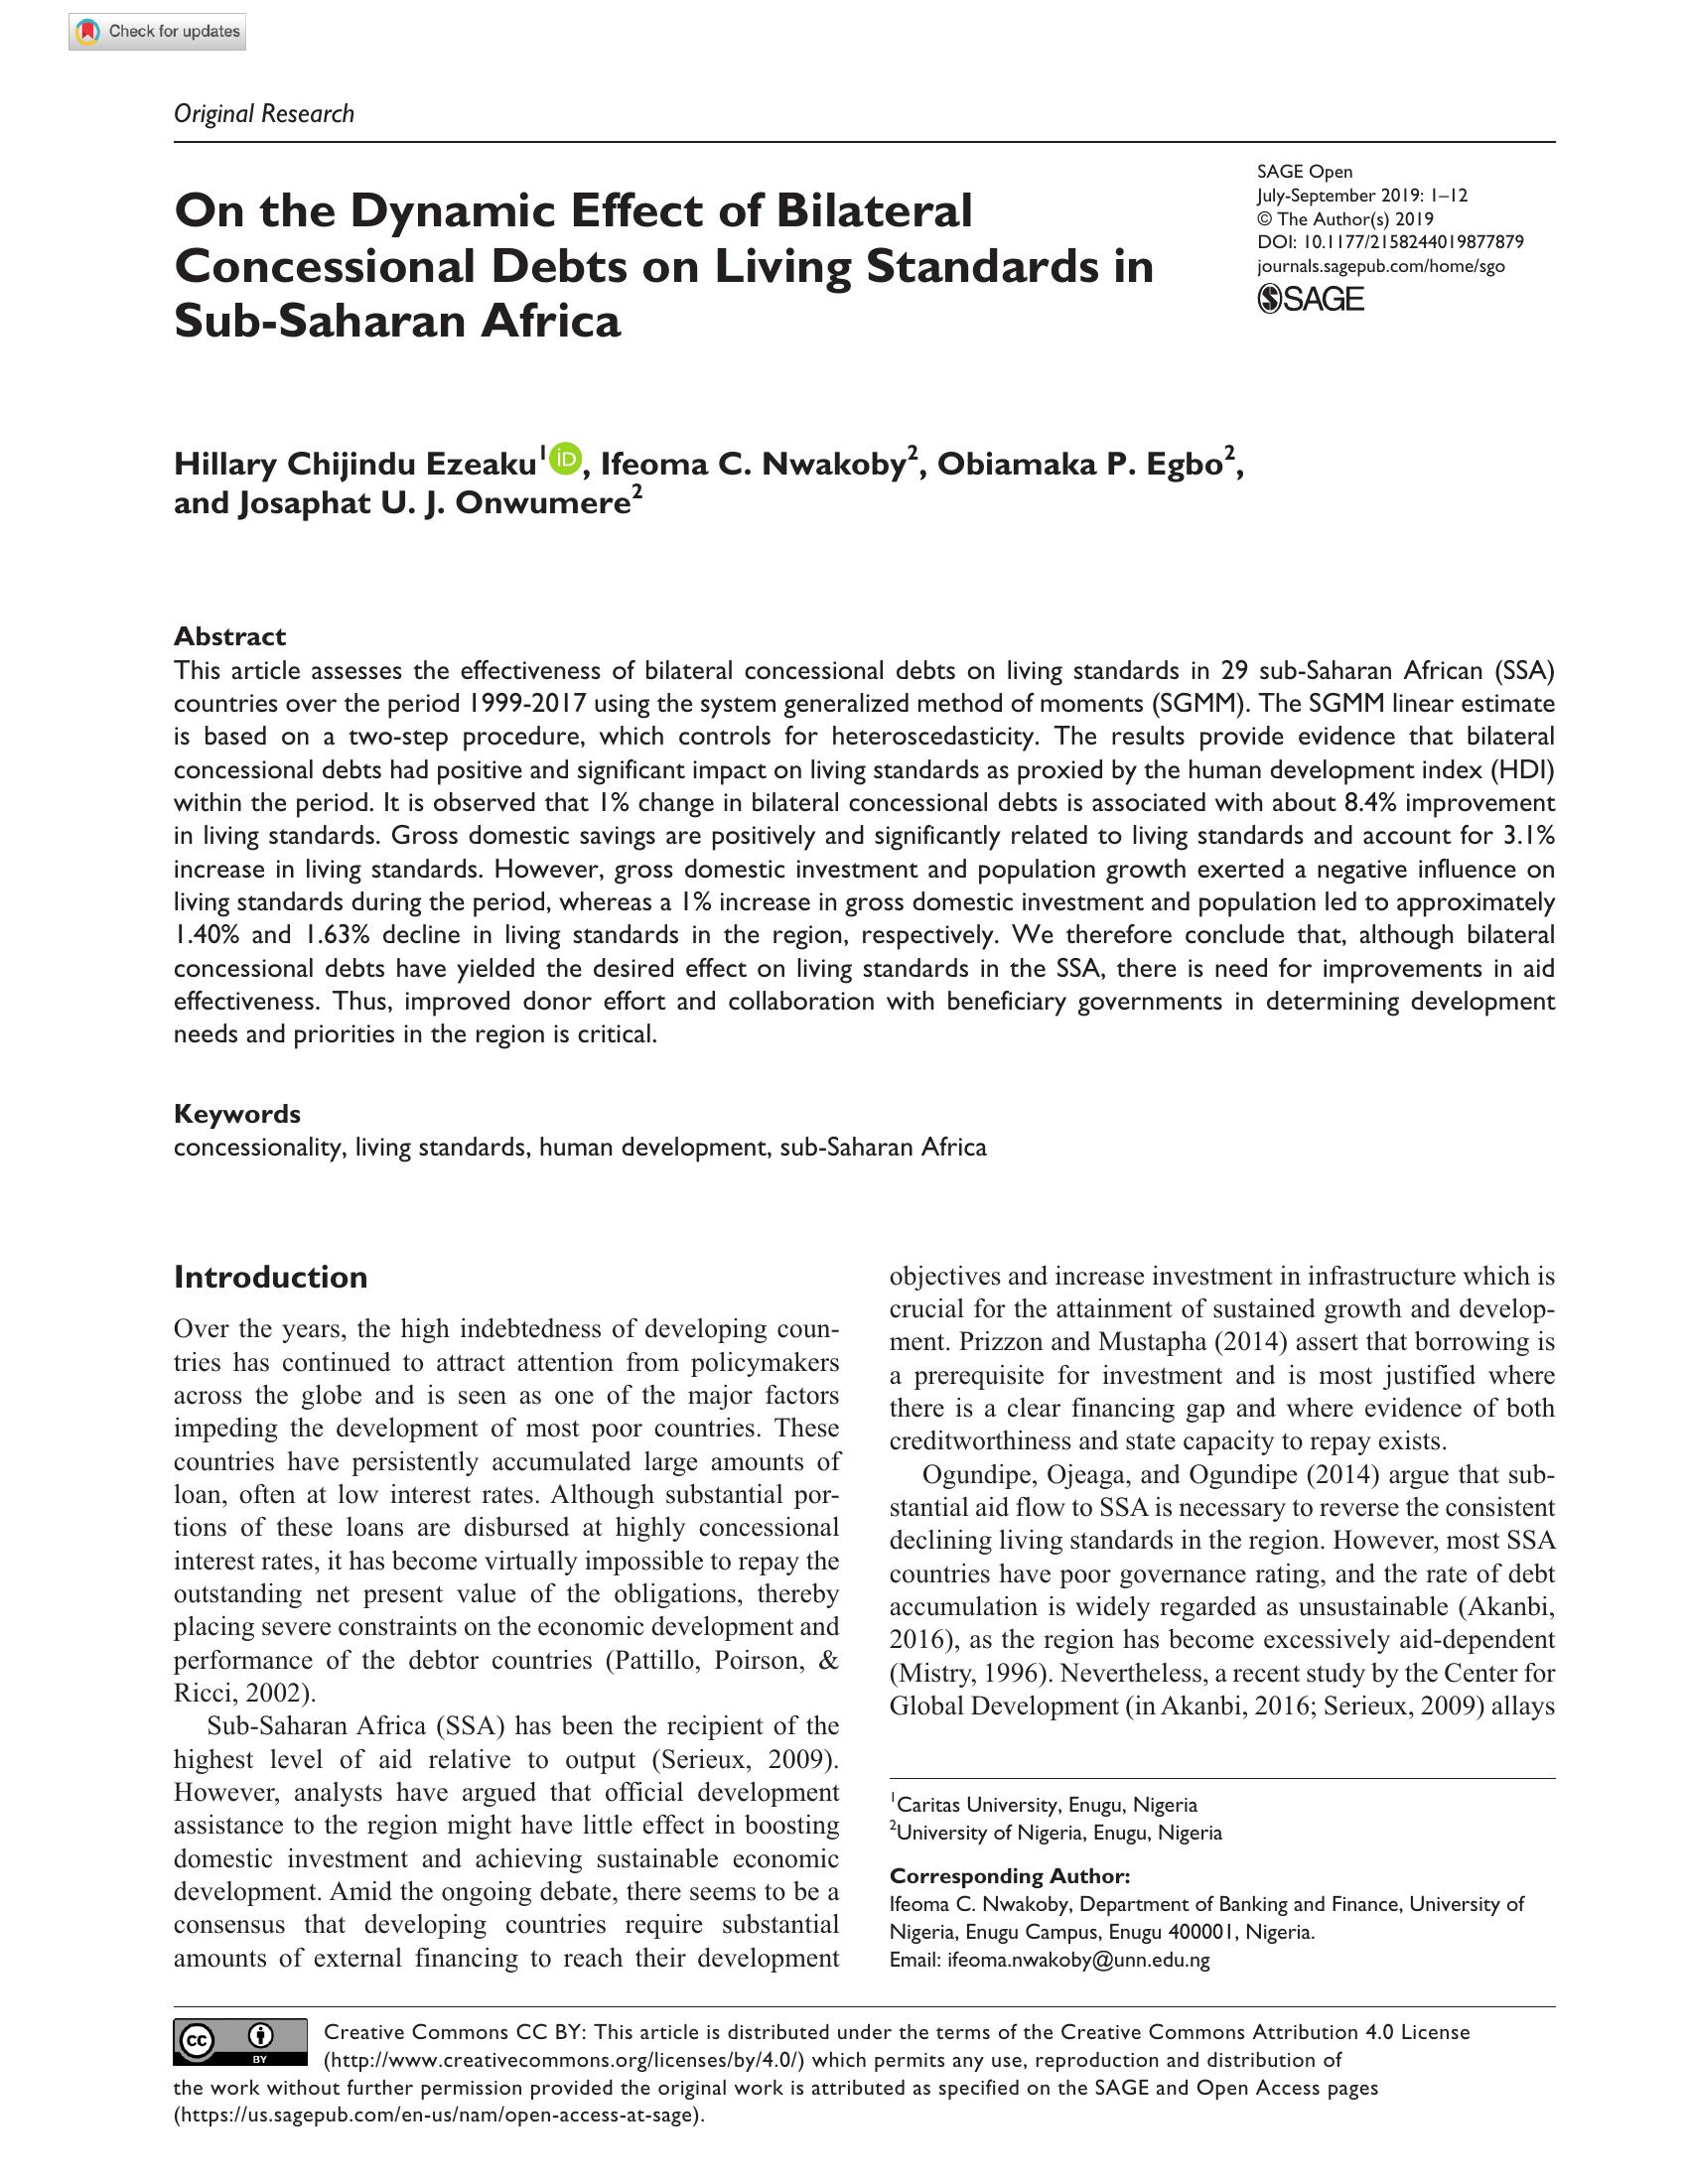 Check for updates
Original Research
SAGE Open
July-September 2019: 1–12
© The Author(s) 2019
DOI: 10.1177/2158244019877879
journals.sagepub.com/home/sgo
SAGE
On the Dynamic Effect of Bilateral
Concessional Debts on Living Standards in
Sub-Saharan Africa
Hillary Chijindu Ezeaku1 iD, Ifeoma C. Nwakoby2, Obiamaka P. Egbo2,
and Josaphat U. J. Onwumere2
Abstract
This article assesses the effectiveness of bilateral concessional debts on living standards in 29 sub-Saharan African (SSA)
countries over the period 1999-2017 using the system generalized method of moments (SGMM). The SGMM linear estimate
is based on a two-step procedure, which controls for heteroscedasticity. The results provide evidence that bilateral
concessional debts had positive and significant impact on living standards as proxied by the human development index (HDI)
within the period. It is observed that 1% change in bilateral concessional debts is associated with about 8.4% improvement
in living standards. Gross domestic savings are positively and significantly related to living standards and account for 3.1%
increase in living standards. However, gross domestic investment and population growth exerted a negative influence on
living standards during the period, whereas a 1% increase in gross domestic investment and population led to approximately
1.40% and 1.63% decline in living standards in the region, respectively. We therefore conclude that, although bilateral
concessional debts have yielded the desired effect on living standards in the SSA, there is need for improvements in aid
effectiveness. Thus, improved donor effort and collaboration with beneficiary governments in determining development
needs and priorities in the region is critical.
Keywords
concessionality, living standards, human development, sub-Saharan Africa
Introduction
Over the years, the high indebtedness of developing coun-
tries has continued to attract attention from policymakers
across the globe and is seen as one of the major factors
impeding the development of most poor countries. These
countries have persistently accumulated large amounts of
loan, often at low interest rates. Although substantial por-
tions of these loans are disbursed at highly concessional
interest rates, it has become virtually impossible to repay the
outstanding net present value of the obligations, thereby
placing severe constraints on the economic development and
performance of the debtor countries (Pattillo, Poirson, &
Ricci, 2002).
Sub-Saharan Africa (SSA) has been the recipient of the
highest level of aid relative to output (Serieux, 2009).
However, analysts have argued that official development
assistance to the region might have little effect in boosting
domestic investment and achieving sustainable economic
development. Amid the ongoing debate, there seems to be a
consensus that developing countries require substantial
amounts of external financing to reach their development
objectives and increase investment in infrastructure which is
crucial for the attainment of sustained growth and develop-
ment. Prizzon and Mustapha (2014) assert that borrowing is
a prerequisite for investment and is most justified where
there is a clear financing gap and where evidence of both
creditworthiness and state capacity to repay exists.
Ogundipe, Ojeaga, and Ogundipe (2014) argue that sub-
stantial aid flow to SSA is necessary to reverse the consistent
declining living standards in the region. However, most SSA
countries have poor governance rating, and the rate of debt
accumulation is widely regarded as unsustainable (Akanbi,
2016), as the region has become excessively aid-dependent
(Mistry, 1996). Nevertheless, a recent study by the Center for
Global Development (in Akanbi, 2016; Serieux, 2009) allays
1Caritas University, Enugu, Nigeria
2University of Nigeria, Enugu, Nigeria
Corresponding Author:
Ifeoma C. Nwakoby, Department of Banking and Finance, University of
Nigeria, Enugu Campus, Enugu 400001, Nigeria.
Email: ifeoma.nwakoby@unn.edu.ng
CC BY
Creative Commons CC BY: This article is distributed under the terms of the Creative Commons Attribution 4.0 License
(http://www.creativecommons.org/licenses/by/4.0/) which permits any use, reproduction and distribution of
the work without further permission provided the original work is attributed as specified on the SAGE and Open Access pages
(https://us.sagepub.com/en-us/nam/open-access-at-sage).